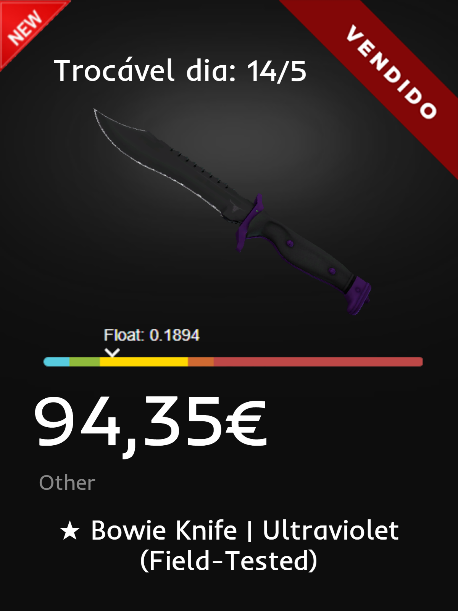 NEW
VENDIDO
Trocável dia: 14/5
Float: 0.1894
94,35€
Other
★ Bowie Knife | Ultraviolet
(Field-Tested)